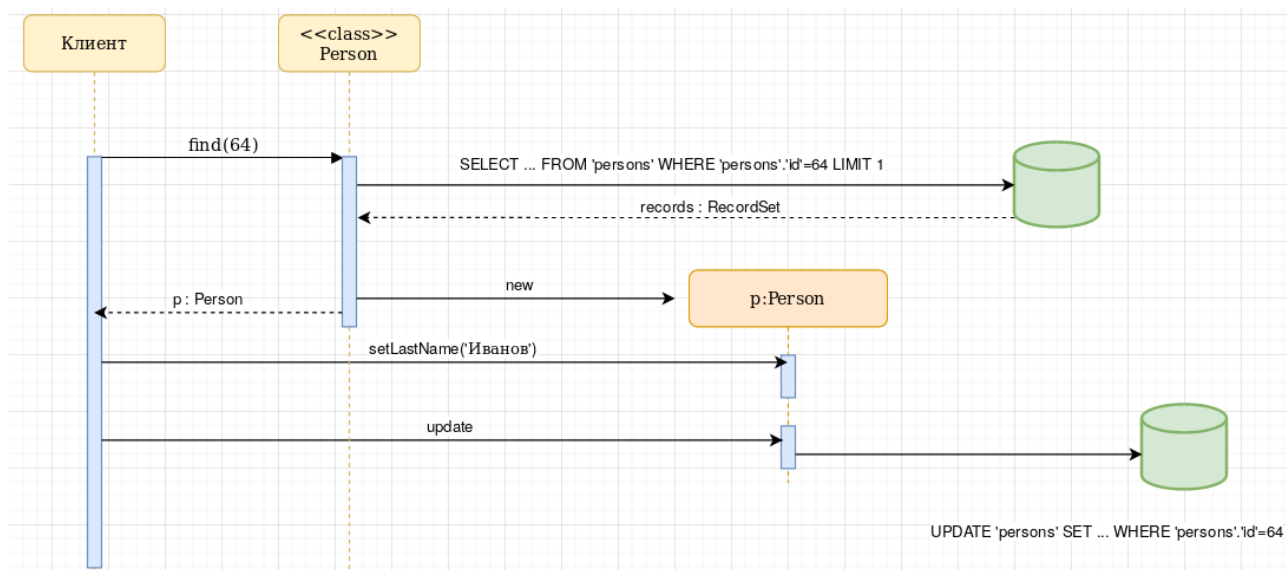 Клиент
<<class>>
Person
find(64)
SELECT ... FROM 'persons' WHERE 'persons'.'id'=64 LIMIT 1
records : RecordSet
new
p:Person
p : Person
setLastName('Иванов')
update
UPDATE 'persons' SET ... WHERE 'persons'.'id'=64